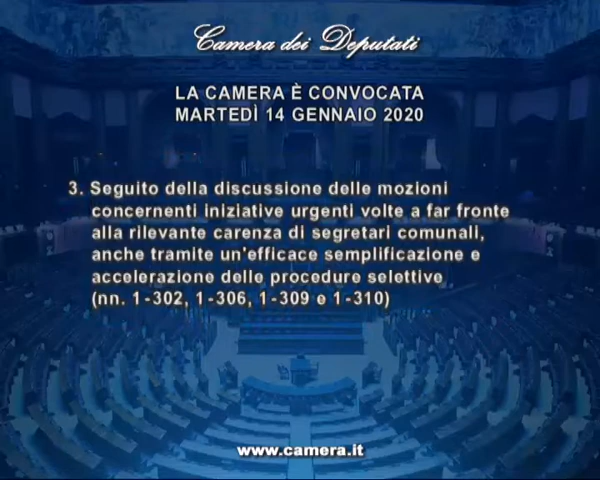 Camera dei Deputati
LA CAMERA È CONVOCATA
MARTEDÌ 14 GENNAIO 2020
3. Seguito della discussione delle mozioni
concernenti iniziative urgenti volte a far fronte
alla rilevante carenza di segretari comunali,
anche tramite un'efficace semplificazione e
accelerazione delle procedure selettive
(nn. 1-302, 1-306, 1-309 e 1-310)
www.camera.it